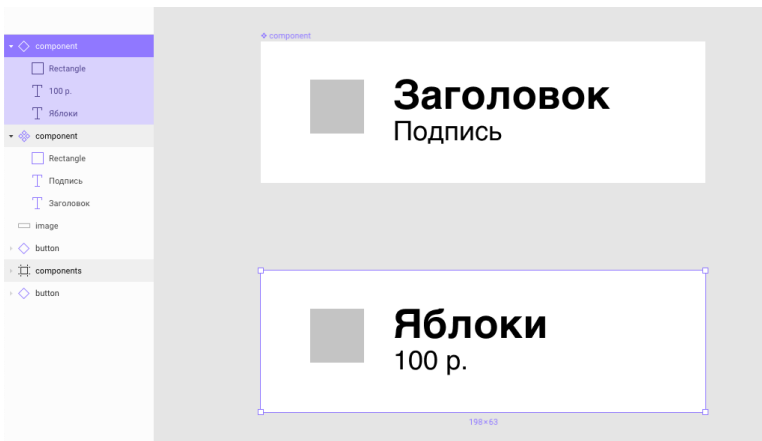 component
Rectangle
100 р.
Яблоки
component
Rectangle
Подпись
Заголовок
image
button
components
button
component
Заголовок
Подпись
Яблоки
100 р.
198×63